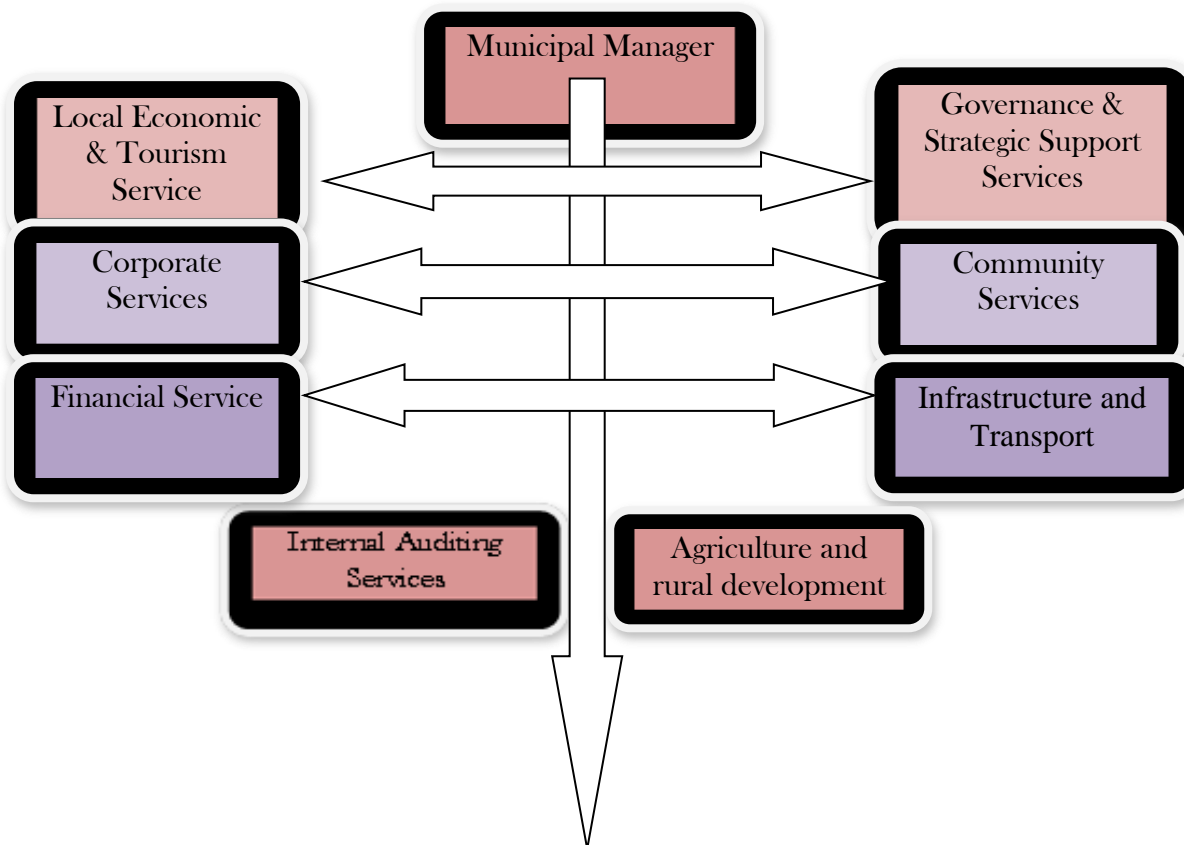 Municipal Manager
Local Economic
& Tourism
Service
Governance &
Strategic Support
Services
Corporate
Services
Community
Services
Financial Service
Infrastructure and
Transport
Internal Auditing
Services
Agriculture and
rural development